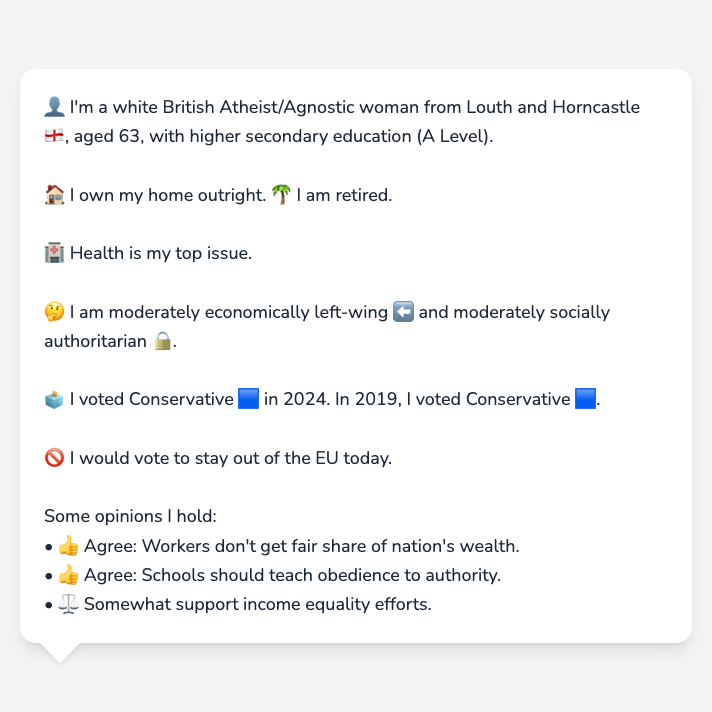 👤 I'm a white British Atheist/Agnostic woman from Louth and Horncastle
🏴󠁧󠁢󠁥󠁮󠁧󠁿, aged 63, with higher secondary education (A Level).
🏠 I own my home outright. 🌴 I am retired.
🏥 Health is my top issue.
🤔 I am moderately economically left-wing ⬅️ and moderately socially
authoritarian 🔒.
🗳️ I voted Conservative 🟦 in 2024. In 2019, I voted Conservative 🟦.
🚫 I would vote to stay out of the EU today.
Some opinions I hold:
• 👍 Agree: Workers don't get fair share of nation's wealth.
• 👍 Agree: Schools should teach obedience to authority.
• ⚖️ Somewhat support income equality efforts.